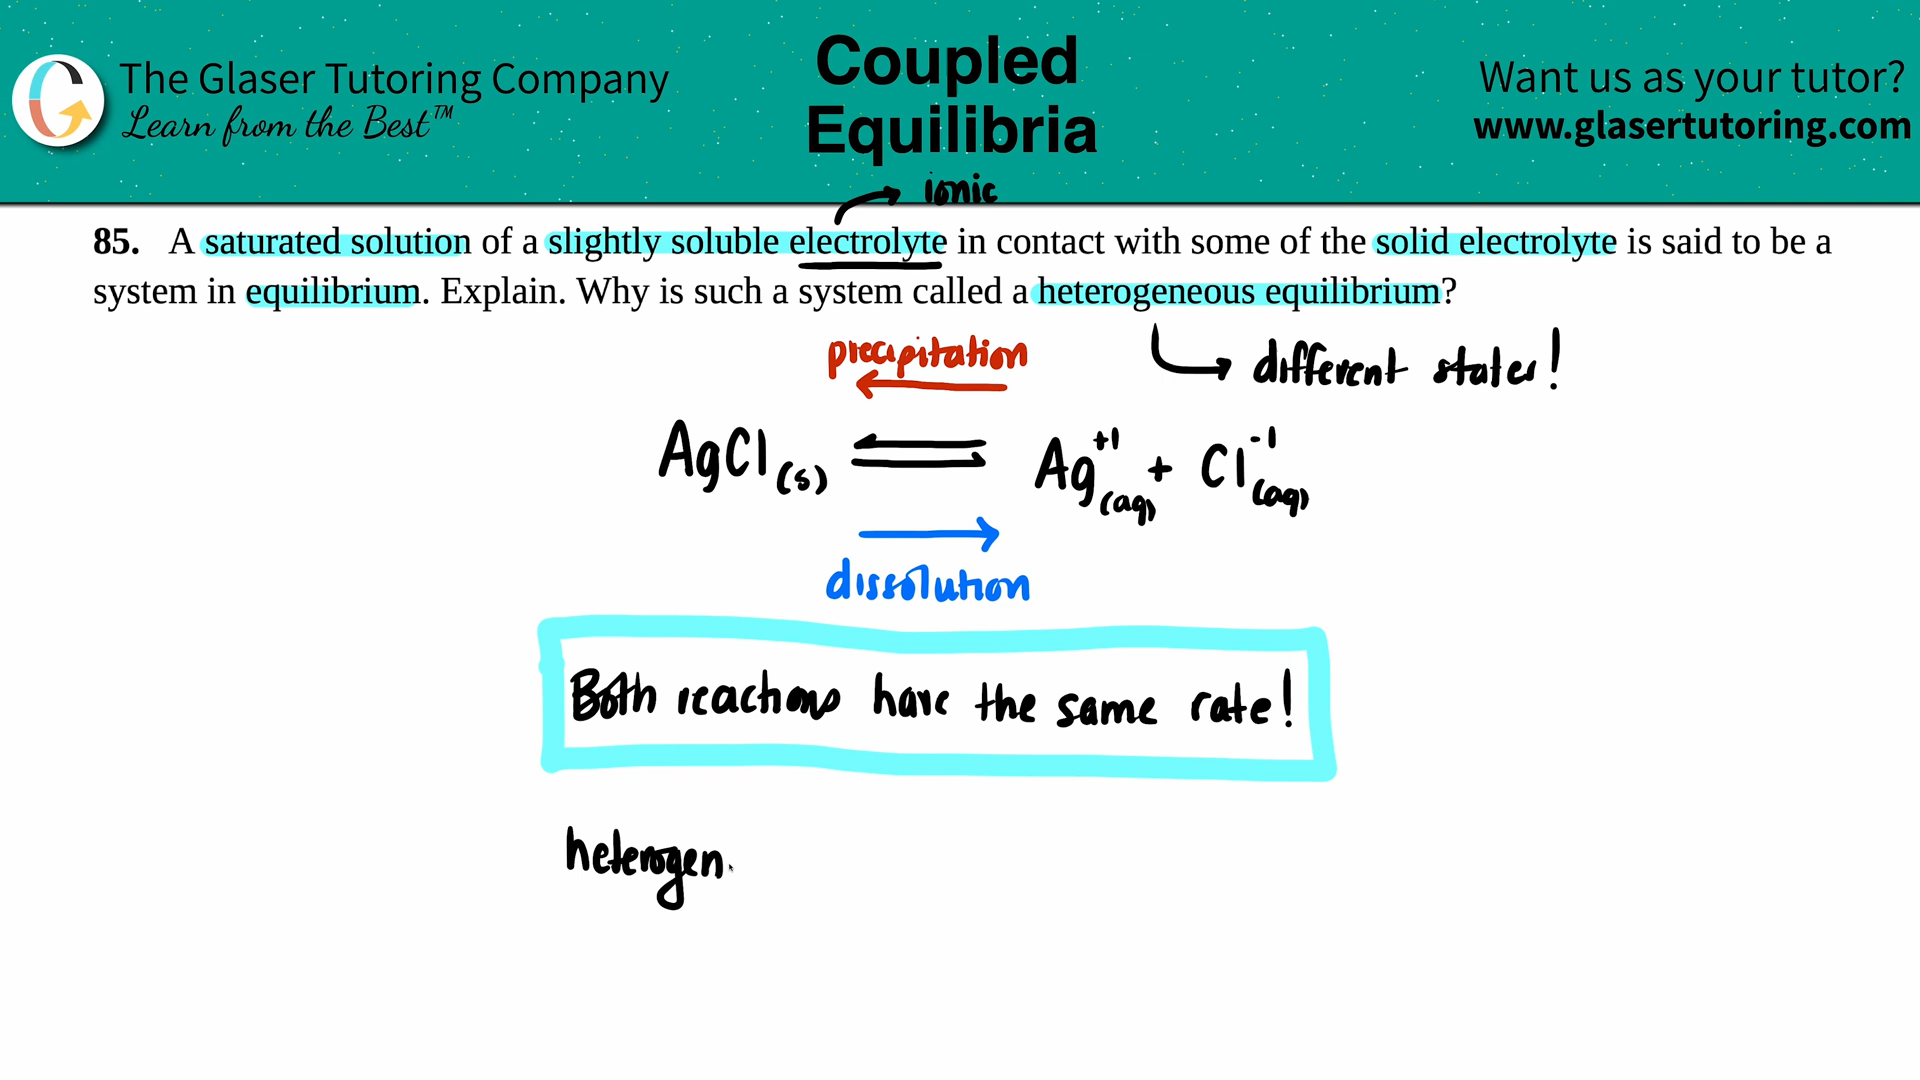 The Glaser Tutoring Company
Learn from the Best™
Coupled
Equilibria
Want us as your tutor?
www.glasertutoring.com
ionic
85. A saturated solution of a slightly soluble electrolyte in contact with some of the solid electrolyte is said to be a
system in equilibrium. Explain. Why is such a system called a heterogeneous equilibrium?
precipitation
different states!
AgCl(s) ⇌ Ag+1(aq) + Cl-1(aq)
dissolution
Both reactions have the same rate!
heterogen